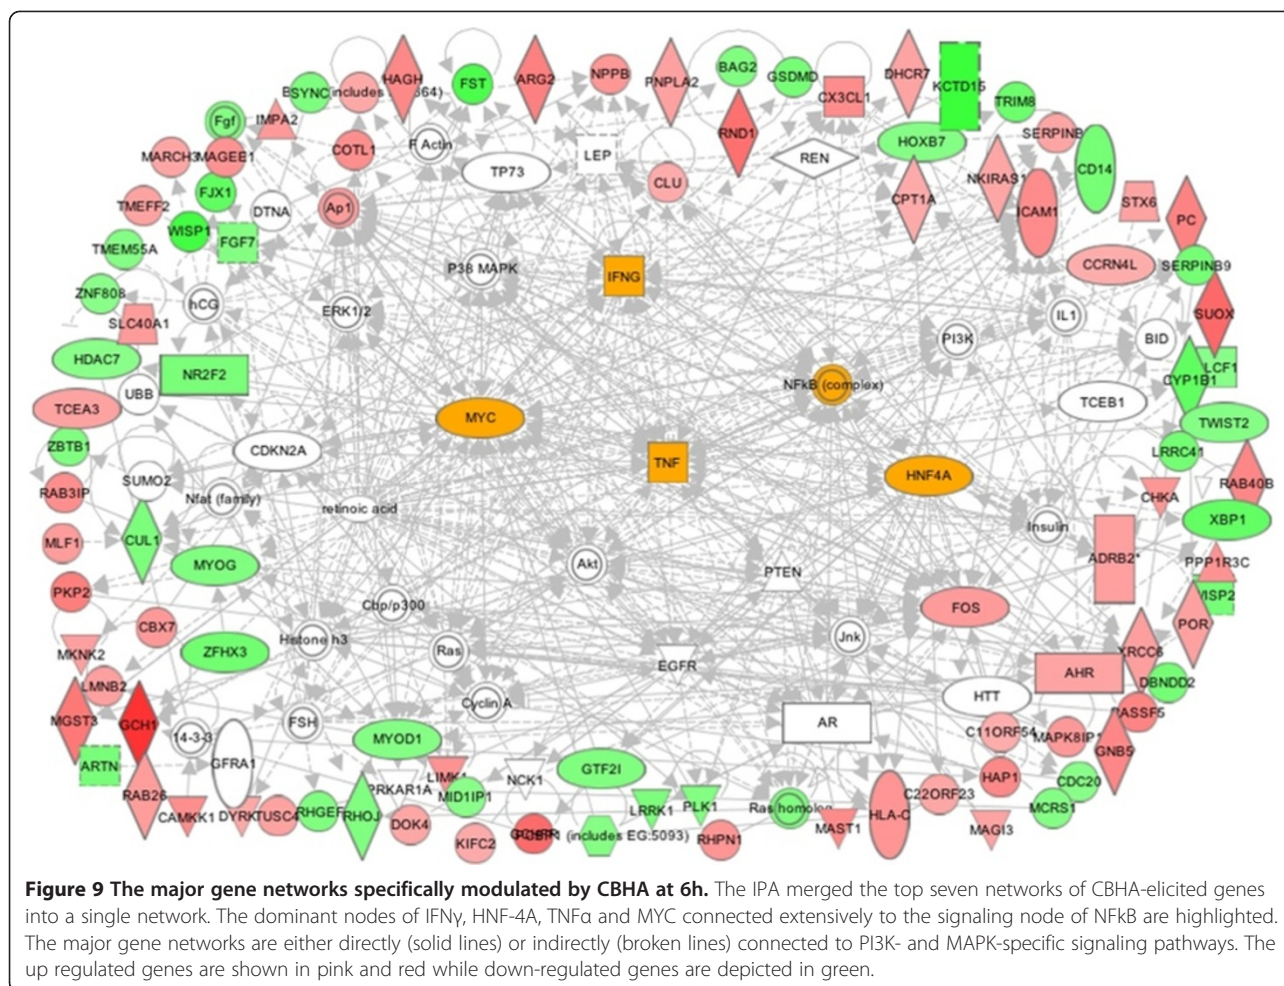 HAGH
FST
ARG2
NPPB
PNPLA2
BAG2
GSDMD
CX3CL1
DHCR7
KCTD15
TRIM8
SYNC
(includes
Fgf
IMPA2
COTL1
F Actin
TP73
LEP
CLU
RND1
REN
HOXB7
SERPINB
CD14
MARCH3
MAGEE1
FJX1
TMEFF2
Ap1
DTNA
CPT1A
NKIRAS1
ICAM1
STX6
PC
WISP1
FGF7
TMEM55A
P38 MAPK
IFNG
CCRN4L
SERPINB9
ZNF808
hCG
ERK1/2
SLC40A1
IL1
PI3K
BID
SUOX
HDAC7
NR2F2
UBB
NFkB (complex)
LCF1
CYP1B1
TCEA3
MYC
TCEB1
TWIST2
ZBTB1
CDKN2A
TNF
HNF4A
LRRC41
SUMO2
RAB3IP
Nfat (family)
retinoic acid
Insulin
CHKA
RAB40B
XBP1
MLF1
CUL1
MYOG
Akt
PTEN
ADRB2*
PPP1R3C
PKP2
Cbp/p300
FOS
VISP2
CBX7
Histone h3
Ras
Jnk
POR
MKNK2
ZFHX3
EGFR
XRCC6
AHR
LMNB2
Cyclin A
HTT
DBNDD2
MGST3
GCH1
14-3-3
FSH
AR
RASSF5
C11ORF54
MAPK8IP1
GNB5
ARTN
GFRA1
MYOD1
GTF2I
NCK1
HAP1
CDC20
RAB26
LIMK1
PRKAR1A
MID1IP1
LRRK1
PLK1
Ras homolog
C22ORF23
MCRS1
CAMKK1
DYRK
TUSC4
RHGEF
RHOJ
DOK4
KIFC2
(includes EG:5093)
RHPN1
MAST1
HLA-C
MAGI3
Figure 9 The major gene networks specifically modulated by CBHA at 6h. The IPA merged the top seven networks of CBHA-elicited genes
into a single network. The dominant nodes of IFNγ, HNF-4A, TNFα and MYC connected extensively to the signaling node of NFkB are highlighted.
The major gene networks are either directly (solid lines) or indirectly (broken lines) connected to PI3K- and MAPK-specific signaling pathways. The
up regulated genes are shown in pink and red while down-regulated genes are depicted in green.